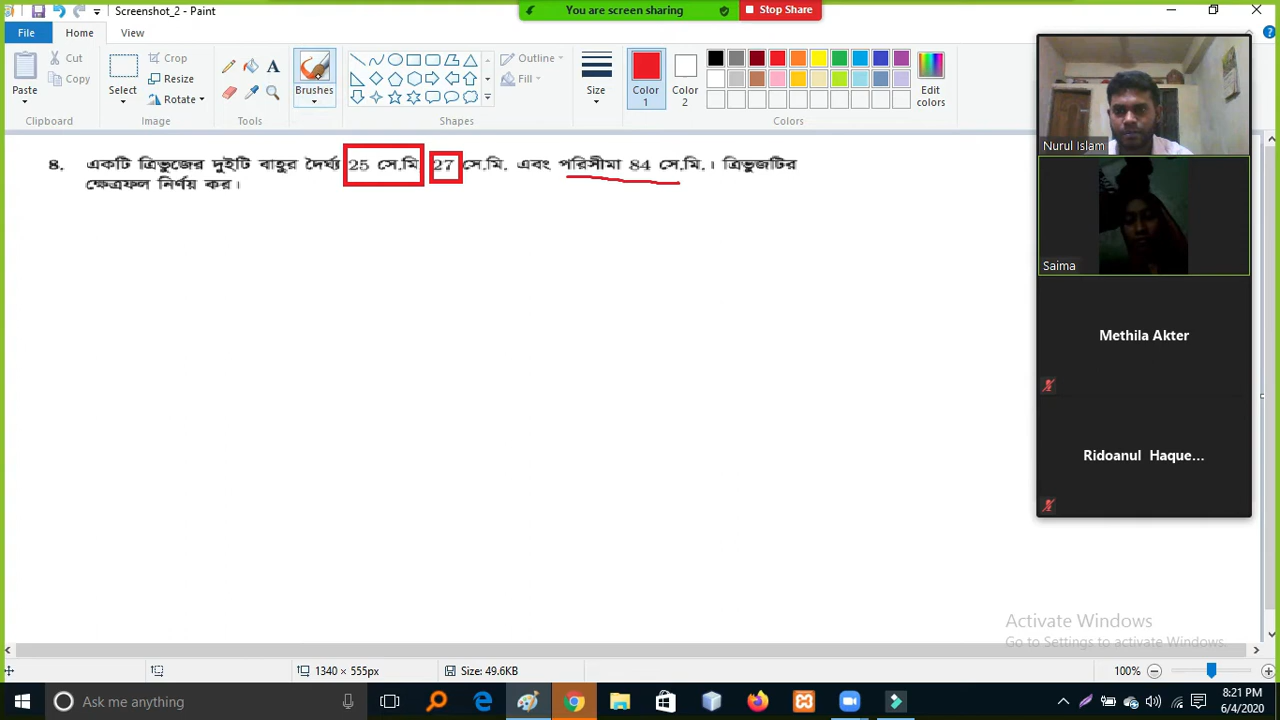 Screenshot_2 - Paint
You are screen sharing
Stop Share
File
Home
View
Paste
Cut
Copy
Clipboard
Select
Crop
Resize
Rotate
Image
Tools
Brushes
Shapes
Outline
Fill
Size
Color 1
Color 2
Edit colors
Colors
৪. একটি ত্রিভুজের দুইটি বাহুর দৈর্ঘ্য 25 সে.মি 27 সে.মি. এবং পরিসীমা 84 সে.মি.। ত্রিভুজটির
ক্ষেত্রফল নির্ণয় কর।
Nurul Islam
Saima
Methila Akter
Ridoanul Haque...
Activate Windows
Go to Settings to activate Windows.
1340 × 555px
Size: 49.6KB
100%
Ask me anything
8:21 PM
6/4/2020